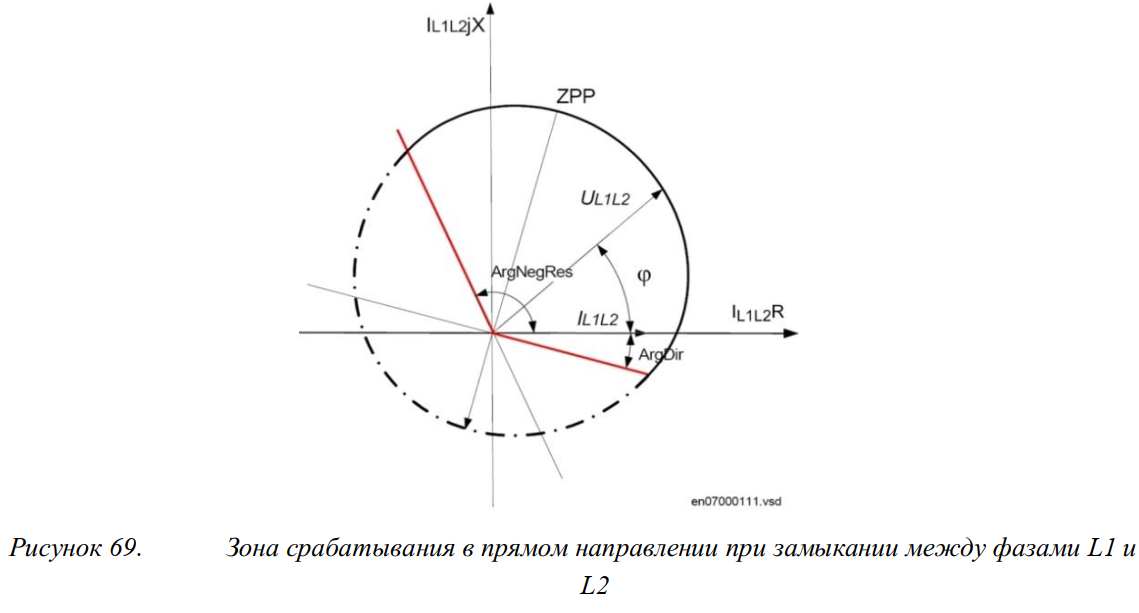 IL1L2jX
ZPP
UL1L2
ArgNegRes
φ
IL1L2
IL1L2R
ArgDir
en07000111.vsd
Рисунок 69. Зона срабатывания в прямом направлении при замыкании между фазами L1 и
L2